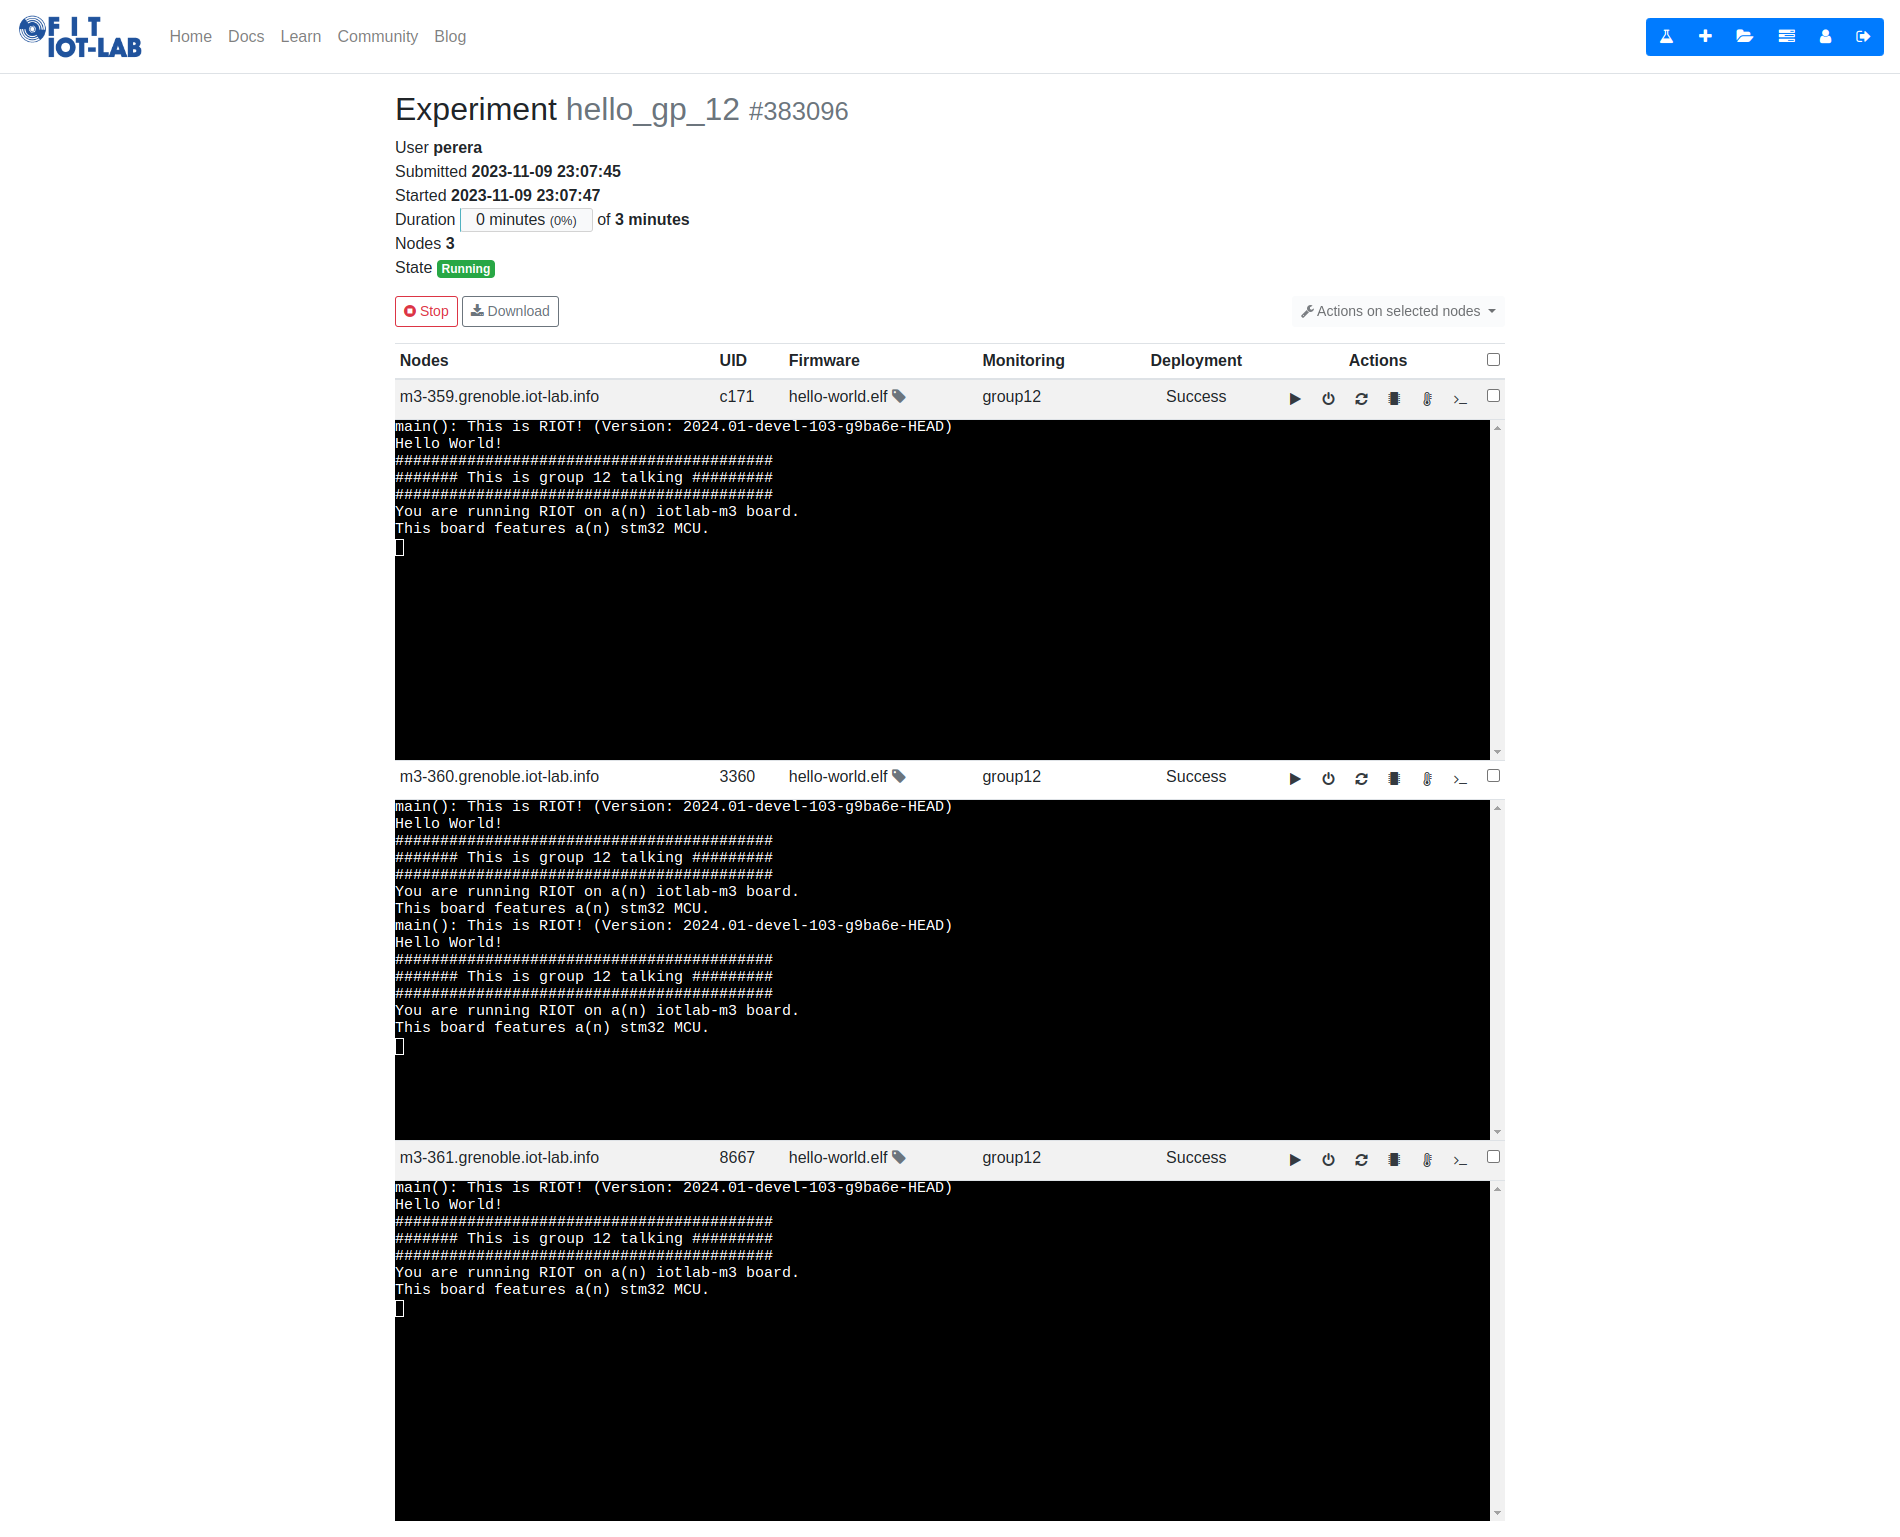 FIT
IOT-LAB
Home Docs Learn Community Blog
Experiment hello_gp_12 #383096
User perera
Submitted 2023-11-09 23:07:45
Started 2023-11-09 23:07:47
Duration 0 minutes (0%) of 3 minutes
Nodes 3
State Running
Stop Download Actions on selected nodes
Nodes UID Firmware Monitoring Deployment Actions
m3-359.grenoble.iot-lab.info c171 hello-world.elf group12 Success
main(): This is RIOT! (Version: 2024.01-devel-103-g9ba6e-HEAD)
Hello World!
##########################################
####### This is group 12 talking #########
##########################################
You are running RIOT on a(n) iotlab-m3 board.
This board features a(n) stm32 MCU.
m3-360.grenoble.iot-lab.info 3360 hello-world.elf group12 Success
main(): This is RIOT! (Version: 2024.01-devel-103-g9ba6e-HEAD)
Hello World!
##########################################
####### This is group 12 talking #########
##########################################
You are running RIOT on a(n) iotlab-m3 board.
This board features a(n) stm32 MCU.
main(): This is RIOT! (Version: 2024.01-devel-103-g9ba6e-HEAD)
Hello World!
##########################################
####### This is group 12 talking #########
##########################################
You are running RIOT on a(n) iotlab-m3 board.
This board features a(n) stm32 MCU.
m3-361.grenoble.iot-lab.info 8667 hello-world.elf group12 Success
main(): This is RIOT! (Version: 2024.01-devel-103-g9ba6e-HEAD)
Hello World!
##########################################
####### This is group 12 talking #########
##########################################
You are running RIOT on a(n) iotlab-m3 board.
This board features a(n) stm32 MCU.